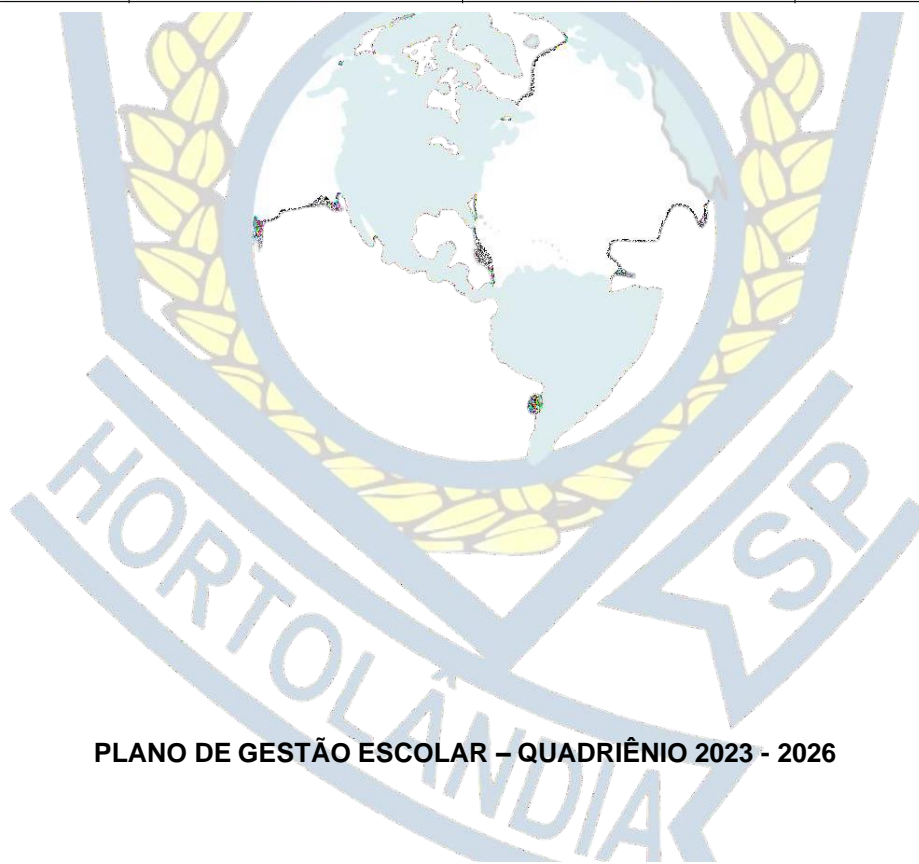 HORTOLÂNDIA SP
PLANO DE GESTÃO ESCOLAR – QUADRIÊNIO 2023 - 2026